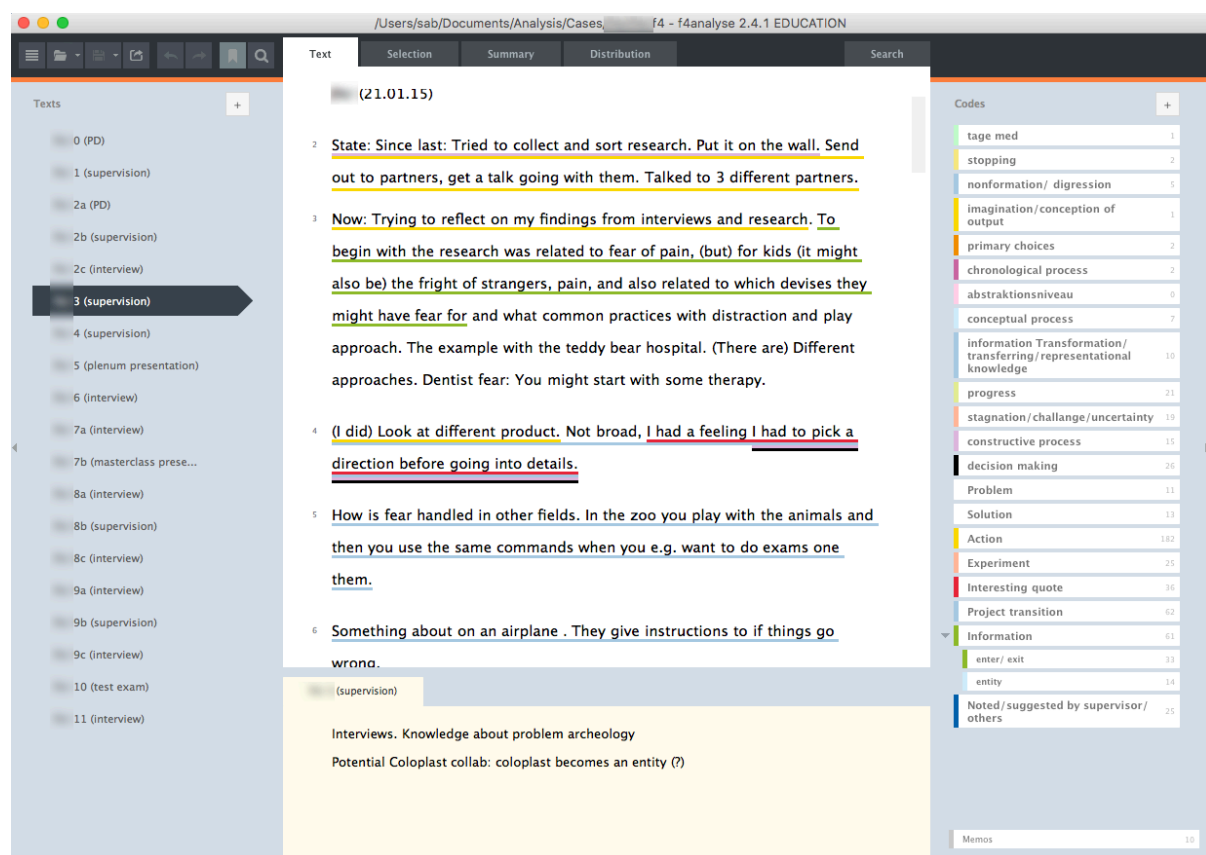 /Users/sab/Documents/Analysis/Cases, f4 - f4analyse 2.4.1 EDUCATION
Text
Selection
Summary
Distribution
Search
Texts
+
0 (PD)
1 (supervision)
2a (PD)
2b (supervision)
2c (interview)
3 (supervision)
4 (supervision)
5 (plenum presentation)
6 (interview)
7a (interview)
7b (masterclass prese...
8a (interview)
8b (supervision)
8c (interview)
9a (interview)
9b (supervision)
9c (interview)
10 (test exam)
11 (interview)
(21.01.15)
2 State: Since last: Tried to collect and sort research. Put it on the wall. Send
out to partners, get a talk going with them. Talked to 3 different partners.
3 Now: Trying to reflect on my findings from interviews and research. To
begin with the research was related to fear of pain, (but) for kids (it might
also be) the fright of strangers, pain, and also related to which devises they
might have fear for and what common practices with distraction and play
approach. The example with the teddy bear hospital. (There are) Different
approaches. Dentist fear: You might start with some therapy.
4 (I did) Look at different product. Not broad, I had a feeling I had to pick a
direction before going into details.
5 How is fear handled in other fields. In the zoo you play with the animals and
then you use the same commands when you e.g. want to do exams one
them.
6 Something about on an airplane . They give instructions to if things go
wrong.
(supervision)
Interviews. Knowledge about problem archeology
Potential Coloplast collab: coloplast becomes an entity (?)
Codes
+
tage med 1
stopping 2
nonformation/ digression 5
imagination/conception of
output 1
primary choices 2
chronological process 2
abstraktionsniveau 0
conceptual process 7
information Transformation/
transferring/representational 10
knowledge
progress 21
stagnation/challange/uncertainty 19
constructive process 15
decision making 26
Problem 11
Solution 13
Action 182
Experiment 25
Interesting quote 36
Project transition 62
Information 61
enter/ exit 33
entity 14
Noted/suggested by supervisor/
others 25
Memos 10